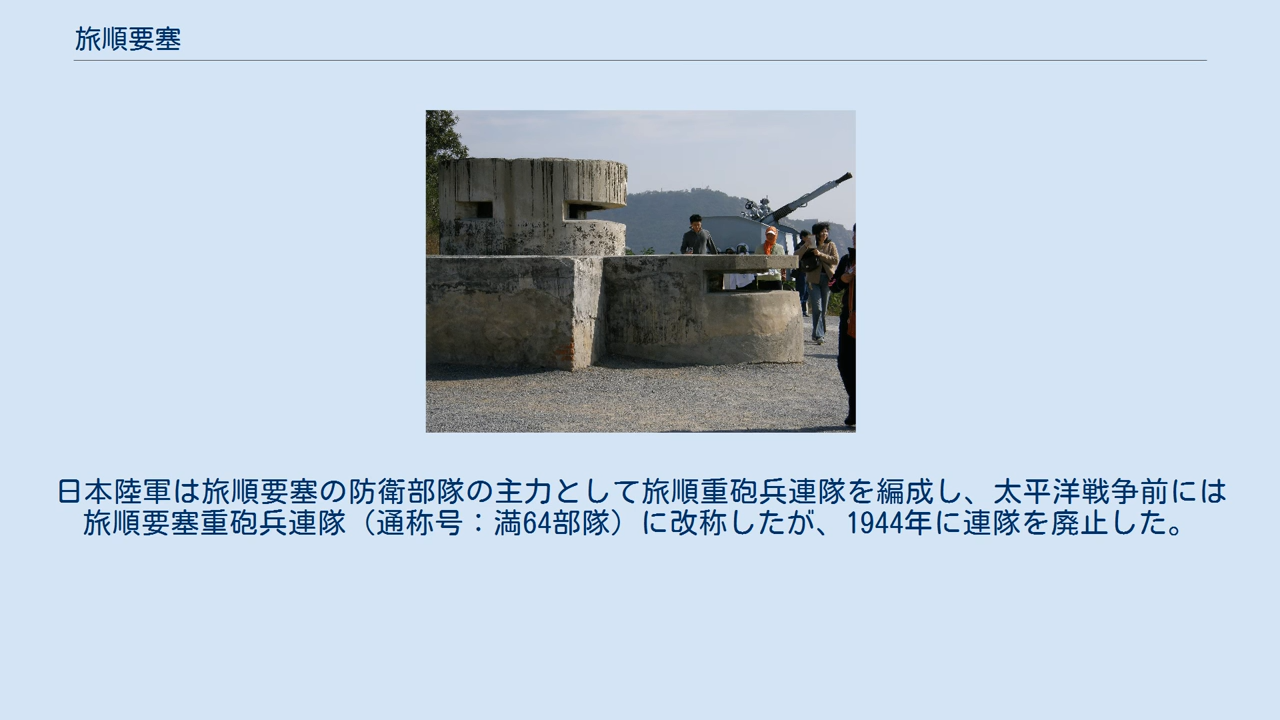 旅順要塞
日本陸軍は旅順要塞の防衛部隊の主力として旅順重砲兵連隊を編成し、太平洋戦争前には
旅順要塞重砲兵連隊（通称号：満64部隊）に改称したが、1944年に連隊を廃止した。